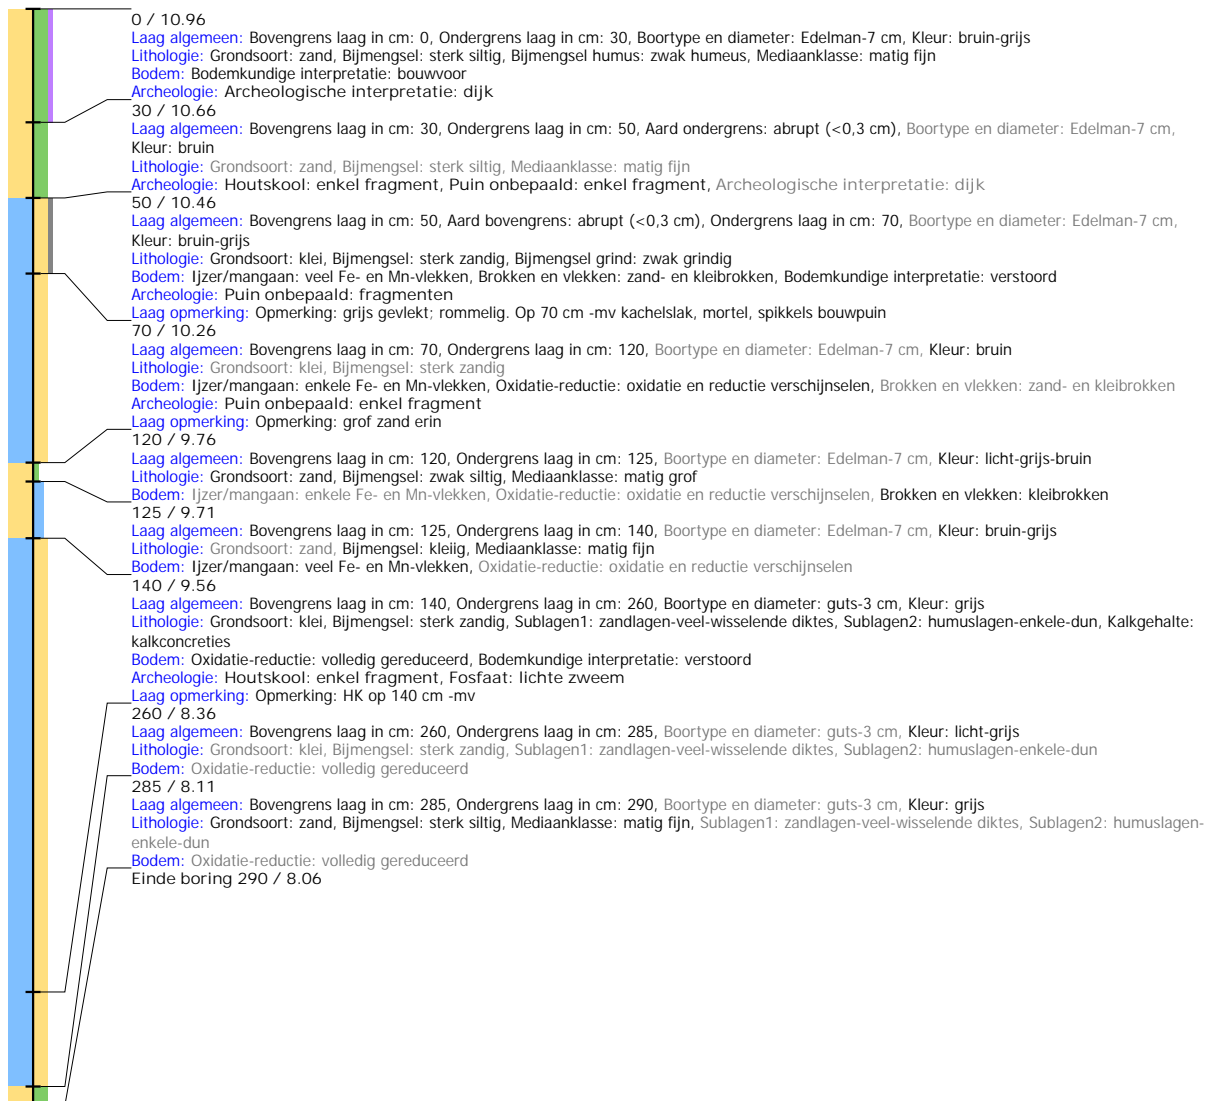 0 / 10.96
Laag algemeen: Bovengrens laag in cm: 0, Ondergrens laag in cm: 30, Boortype en diameter: Edelman-7 cm, Kleur: bruin-grijs
Lithologie: Grondsoort: zand, Bijmengsel: sterk siltig, Bijmengsel humus: zwak humeus, Mediaanklasse: matig fijn
Bodem: Bodemkundige interpretatie: bouwvoor
Archeologie: Archeologische interpretatie: dijk
30 / 10.66
Laag algemeen: Bovengrens laag in cm: 30, Ondergrens laag in cm: 50, Aard ondergrens: abrupt (<0,3 cm), Boortype en diameter: Edelman-7 cm,
Kleur: bruin
Lithologie: Grondsoort: zand, Bijmengsel: sterk siltig, Mediaanklasse: matig fijn
Archeologie: Houtskool: enkel fragment, Puin onbepaald: enkel fragment, Archeologische interpretatie: dijk
50 / 10.46
Laag algemeen: Bovengrens laag in cm: 50, Aard bovengrens: abrupt (<0,3 cm), Ondergrens laag in cm: 70, Boortype en diameter: Edelman-7 cm,
Kleur: bruin-grijs
Lithologie: Grondsoort: klei, Bijmengsel: sterk zandig, Bijmengsel grind: zwak grindig
Bodem: Ijzer/mangaan: veel Fe- en Mn-vlekken, Brokken en vlekken: zand- en kleibrokken, Bodemkundige interpretatie: verstoord
Archeologie: Puin onbepaald: fragmenten
Laag opmerking: Opmerking: grijs gevlekt; rommelig. Op 70 cm -mv kachelslak, mortel, spikkels bouwpuin
70 / 10.26
Laag algemeen: Bovengrens laag in cm: 70, Ondergrens laag in cm: 120, Boortype en diameter: Edelman-7 cm, Kleur: bruin
Lithologie: Grondsoort: klei, Bijmengsel: sterk zandig
Bodem: Ijzer/mangaan: enkele Fe- en Mn-vlekken, Oxidatie-reductie: oxidatie en reductie verschijnselen, Brokken en vlekken: zand- en kleibrokken
Archeologie: Puin onbepaald: enkel fragment
Laag opmerking: Opmerking: grof zand erin
120 / 9.76
Laag algemeen: Bovengrens laag in cm: 120, Ondergrens laag in cm: 125, Boortype en diameter: Edelman-7 cm, Kleur: licht-grijs-bruin
Lithologie: Grondsoort: zand, Bijmengsel: zwak siltig, Mediaanklasse: matig grof
Bodem: Ijzer/mangaan: enkele Fe- en Mn-vlekken, Oxidatie-reductie: oxidatie en reductie verschijnselen, Brokken en vlekken: kleibrokken
125 / 9.71
Laag algemeen: Bovengrens laag in cm: 125, Ondergrens laag in cm: 140, Boortype en diameter: Edelman-7 cm, Kleur: bruin-grijs
Lithologie: Grondsoort: zand, Bijmengsel: kleiig, Mediaanklasse: matig fijn
Bodem: Ijzer/mangaan: veel Fe- en Mn-vlekken, Oxidatie-reductie: oxidatie en reductie verschijnselen
140 / 9.56
Laag algemeen: Bovengrens laag in cm: 140, Ondergrens laag in cm: 260, Boortype en diameter: guts-3 cm, Kleur: grijs
Lithologie: Grondsoort: klei, Bijmengsel: sterk zandig, Sublagen1: zandlagen-veel-wisselende diktes, Sublagen2: humuslagen-enkele-dun, Kalkgehalte:
kalkconcreties
Bodem: Oxidatie-reductie: volledig gereduceerd, Bodemkundige interpretatie: verstoord
Archeologie: Houtskool: enkel fragment, Fosfaat: lichte zweem
Laag opmerking: Opmerking: HK op 140 cm -mv
260 / 8.36
Laag algemeen: Bovengrens laag in cm: 260, Ondergrens laag in cm: 285, Boortype en diameter: guts-3 cm, Kleur: licht-grijs
Lithologie: Grondsoort: klei, Bijmengsel: sterk zandig, Sublagen1: zandlagen-veel-wisselende diktes, Sublagen2: humuslagen-enkele-dun
Bodem: Oxidatie-reductie: volledig gereduceerd
285 / 8.11
Laag algemeen: Bovengrens laag in cm: 285, Ondergrens laag in cm: 290, Boortype en diameter: guts-3 cm, Kleur: grijs
Lithologie: Grondsoort: zand, Bijmengsel: sterk siltig, Mediaanklasse: matig fijn, Sublagen1: zandlagen-veel-wisselende diktes, Sublagen2: humuslagen-
enkele-dun
Bodem: Oxidatie-reductie: volledig gereduceerd
Einde boring 290 / 8.06